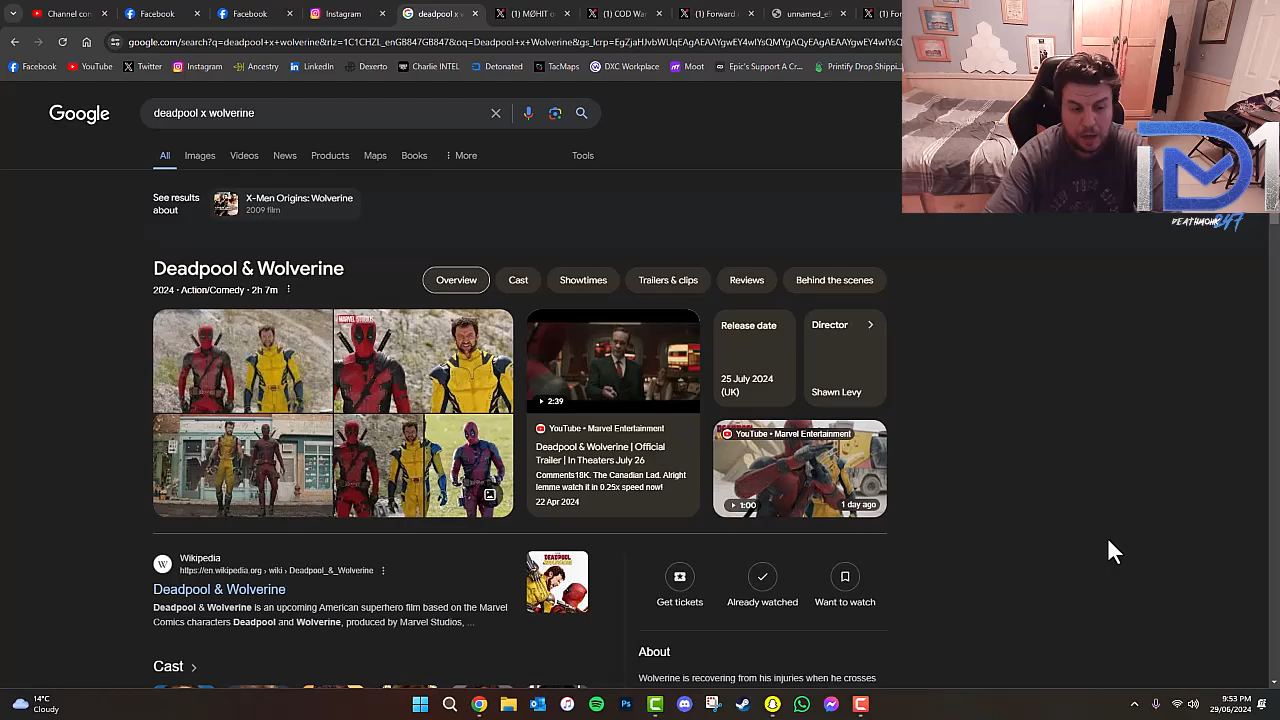 (1) Facebook
Facebook
Facebook
Instagram
deadpool x w
(1) COD War
(1) Forward
google.com/search?q=deadpool+x+wolverine&rlz=1C1CHZL_enGB847GB847&oq=Deadpool+x+Wolverine&gs_lcrp=
Facebook
YouTube
Twitter
Instagram
Ancestry
LinkedIn
Charlie INTEL
Detonated
TacMaps
DXC Workplace
Moot
Epic's Support A Cr...
Printify Drop Shippi
Google
deadpool x wolverine
All
Images
Videos
News
Products
Maps
Books
More
Tools
See results
about
X-Men Origins: Wolverine
2009 film
Deadpool & Wolverine
2024 · Action/Comedy · 2h 7m
Overview
Cast
Showtimes
Trailers & clips
Reviews
Behind the scenes
MARVEL STUDIOS
2:39
YouTube • Marvel Entertainment
Deadpool & Wolverine | Official
Trailer | In Theaters July 26
Comments18K. The Canadian Lad. Alright
lemme watch it in 0.25x speed now!
22 Apr 2024
Release date
25 July 2024
(UK)
Director
Shawn Levy
YouTube • Marvel Entertainment
1:00
1 day ago
W
Wikipedia
https://en.wikipedia.org › wiki › Deadpool_&_Wolverine
Deadpool & Wolverine
Deadpool & Wolverine is an upcoming American superhero film based on the Marvel
Comics characters Deadpool and Wolverine, produced by Marvel Studios, ...
Get tickets
Already watched
Want to watch
Cast
About
Wolverine is recovering from his injuries when he crosses
14°C
Cloudy
9:53 PM
29/06/2024
247